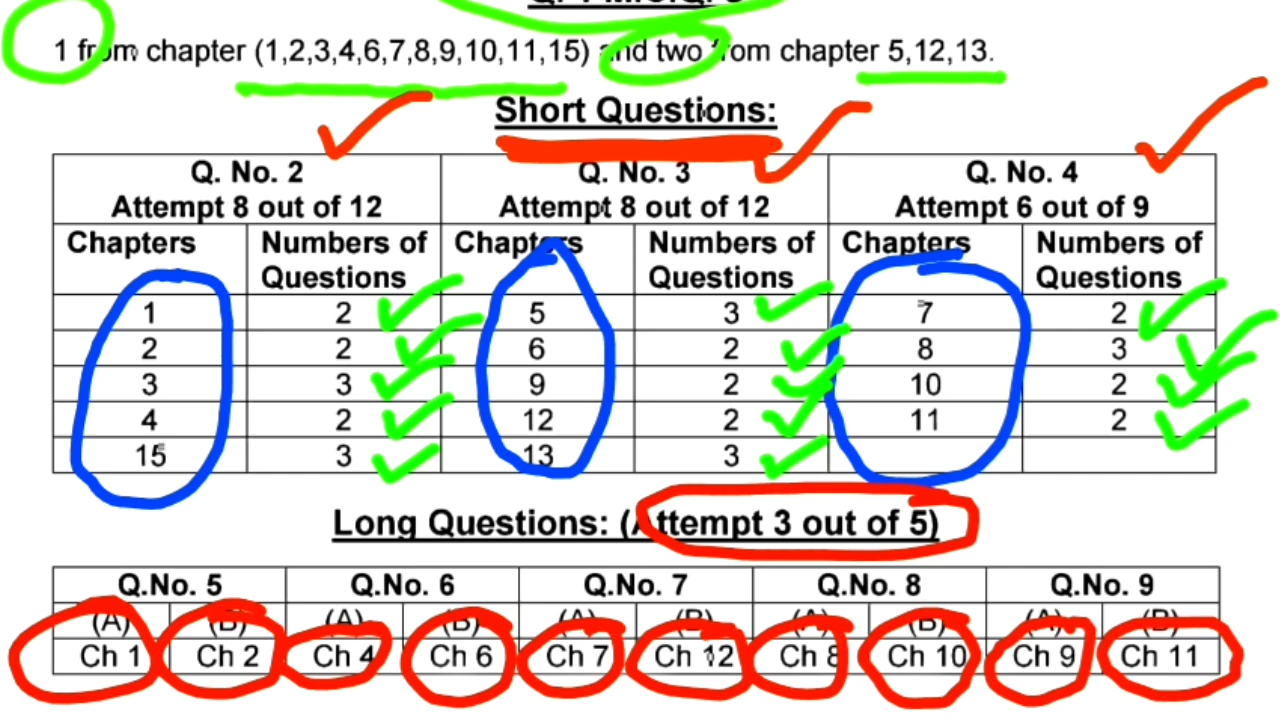 Q. 1 M.C.Q. S
1 from chapter (1,2,3,4,6,7,8,9,10,11,15) and two from chapter 5,12,13.
Short Questions:
Q. No. 2 Q. No. 3 Q. No. 4
Attempt 8 out of 12 Attempt 8 out of 12 Attempt 6 out of 9
Chapters Numbers of Questions Chapters Numbers of Questions Chapters Numbers of Questions
1 2 5 3 7 2
2 2 6 2 8 3
3 3 9 2 10 2
4 2 12 2 11 2
15 3 13 3
Long Questions: (Attempt 3 out of 5)
Q.No. 5 Q.No. 6 Q.No. 7 Q.No. 8 Q.No. 9
(A) (B) (A) (B) (A) (B) (A) (B) (A) (B)
Ch 1 Ch 2 Ch 4 Ch 6 Ch 7 Ch 12 Ch 8 Ch 10 Ch 9 Ch 11